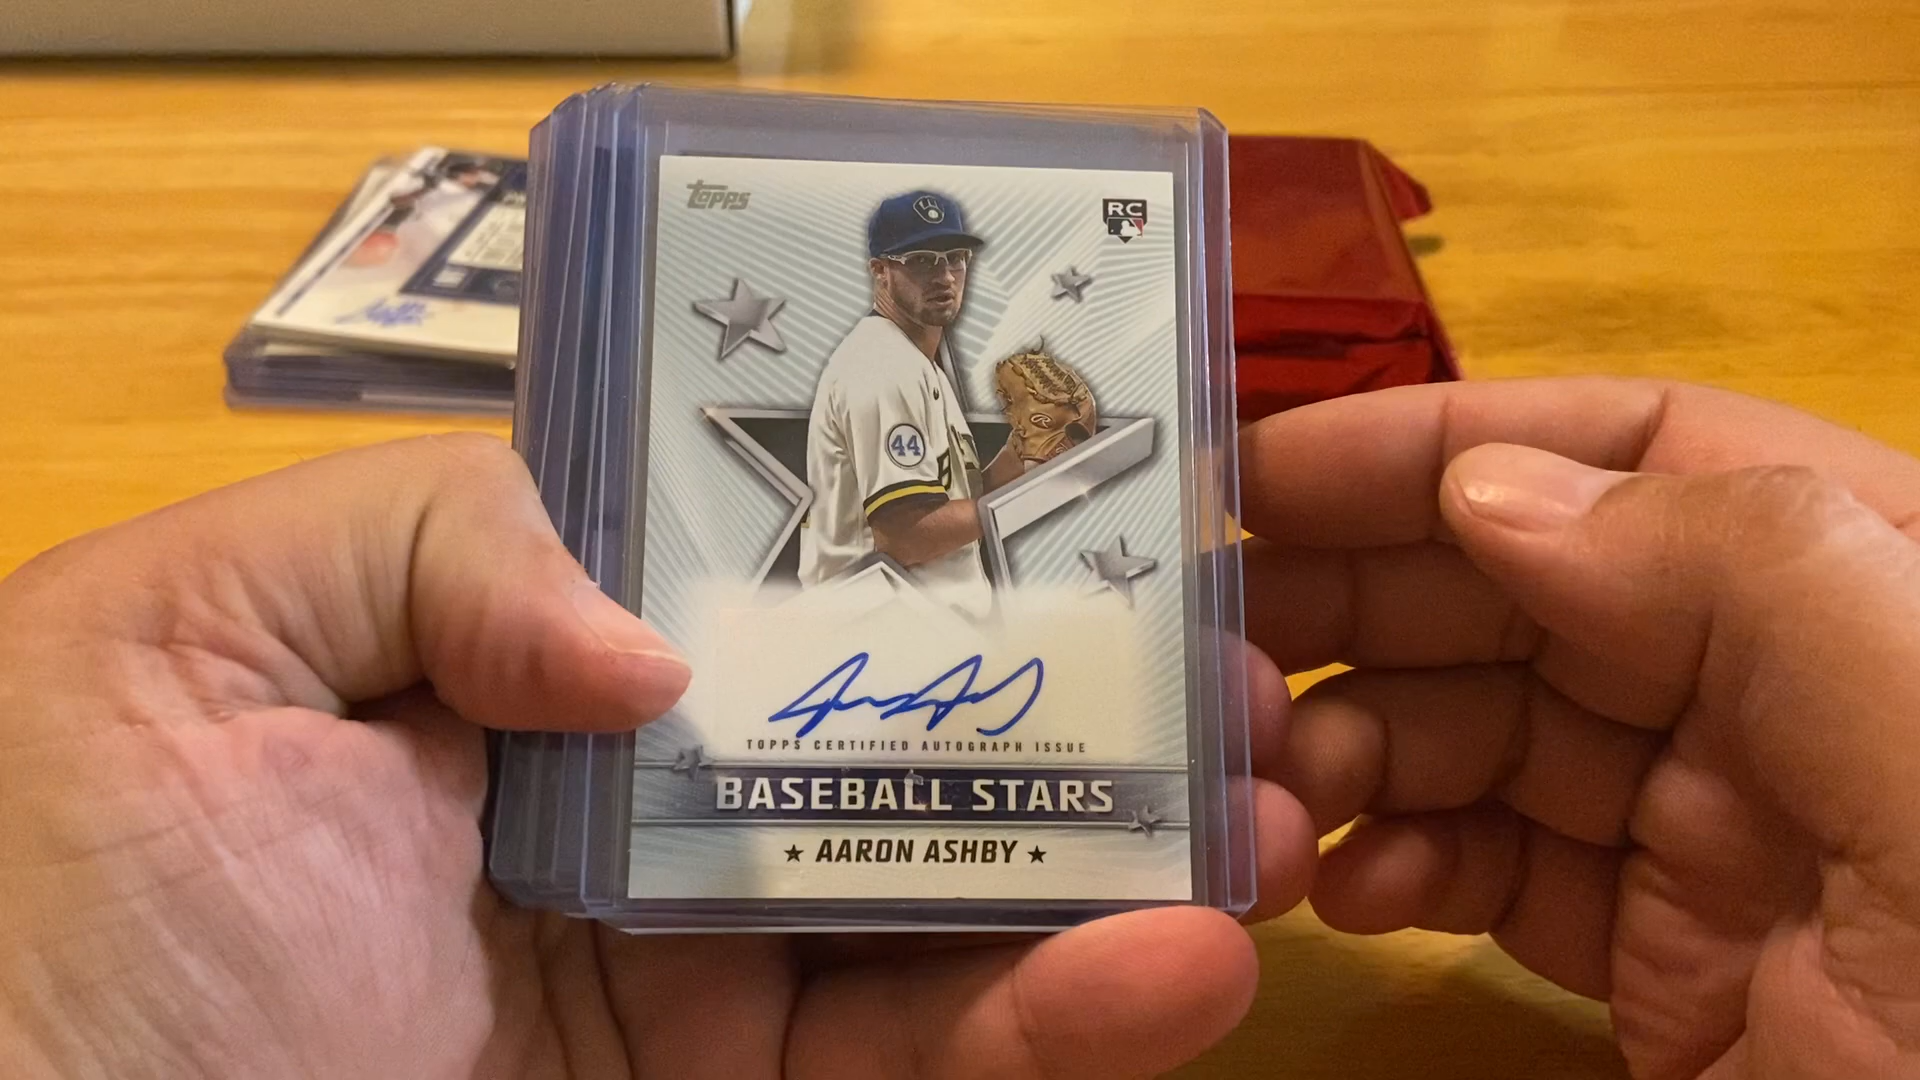 Topps
RC
44
R
TOPPS CERTIFIED AUTOGRAPH ISSUE
BASEBALL STARS
★ AARON ASHBY ★